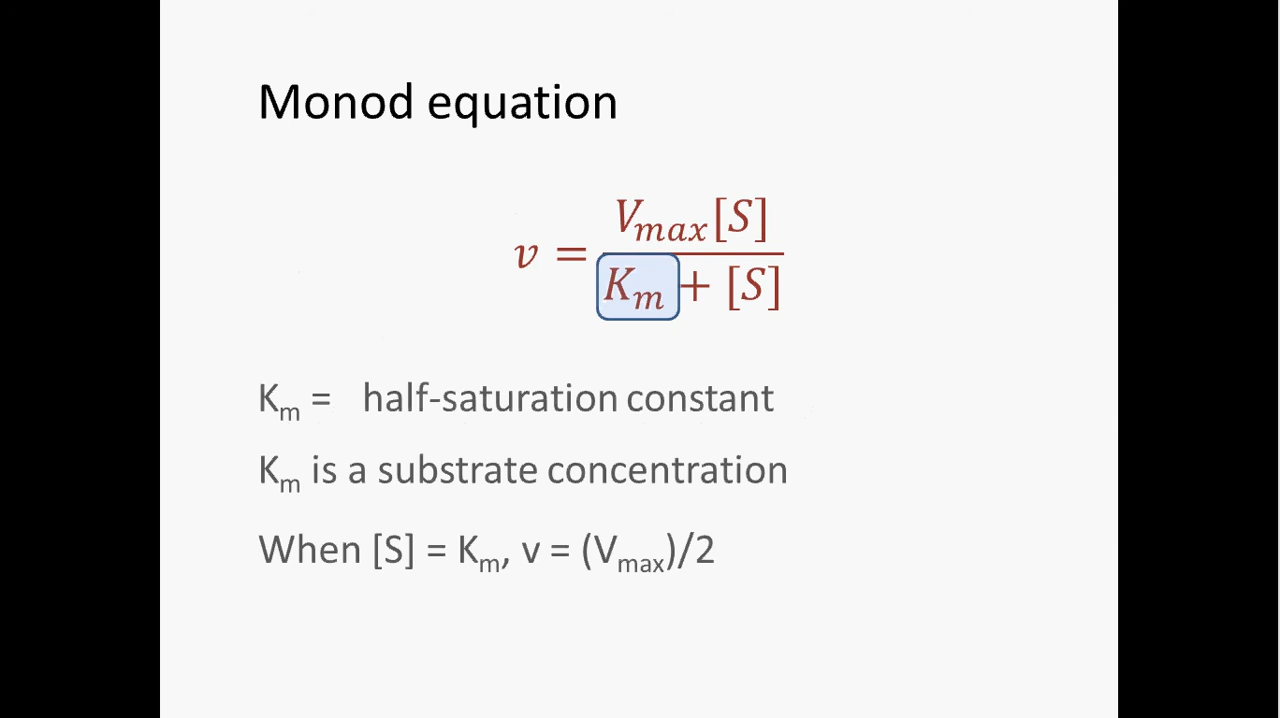 Monod equation
v = V_max[S] / K_m + [S]
K_m = half-saturation constant
K_m is a substrate concentration
When [S] = K_m, v = (V_max)/2